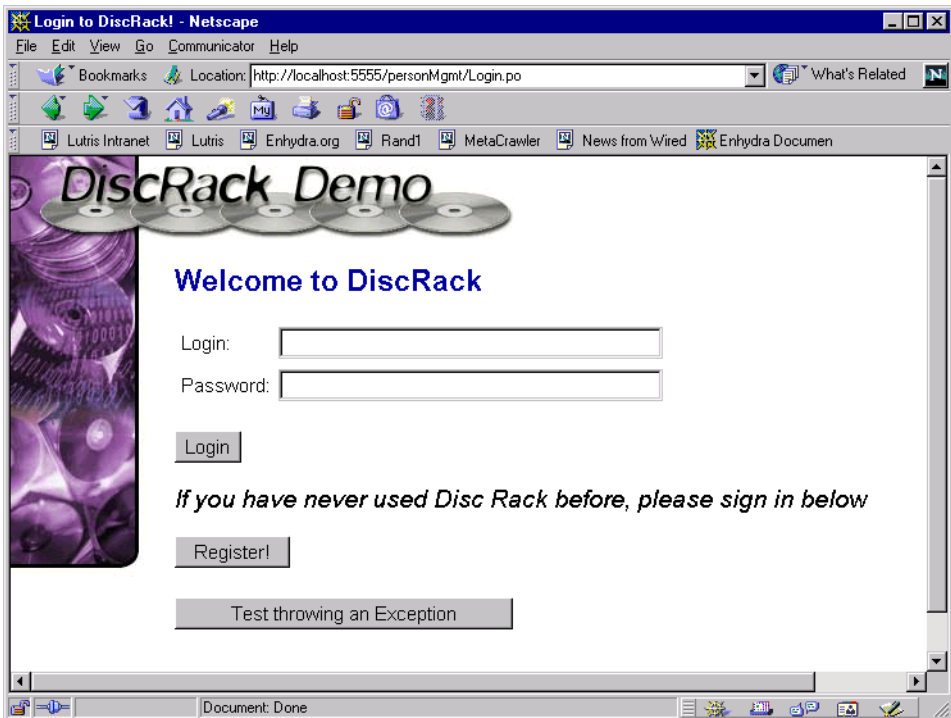 Login to DiscRack! - Netscape
File Edit View Go Communicator Help
Bookmarks Location: http://localhost:5555/personMgmt/Login.po What's Related N
My
Lutris Intranet Lutris Enhydra.org Rand1 MetaCrawler News from Wired Enhydra Documen
DiscRack Demo
Welcome to DiscRack
Login:
Password:
Login
If you have never used Disc Rack before, please sign in below
Register!
Test throwing an Exception
Document: Done